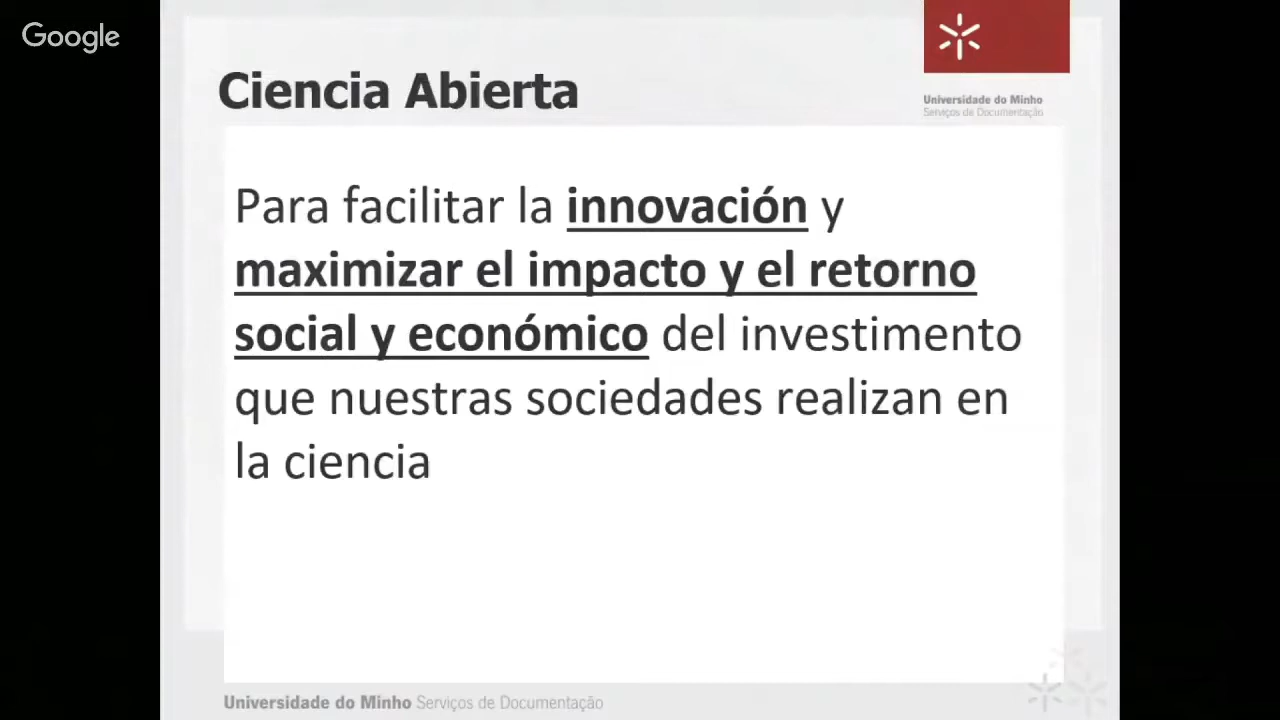 Google
Ciencia Abierta
Universidade do Minho
Serviços de Documentação
Para facilitar la innovación y
maximizar el impacto y el retorno
social y económico del investimento
que nuestras sociedades realizan en
la ciencia
Universidade do Minho Serviços de Documentação